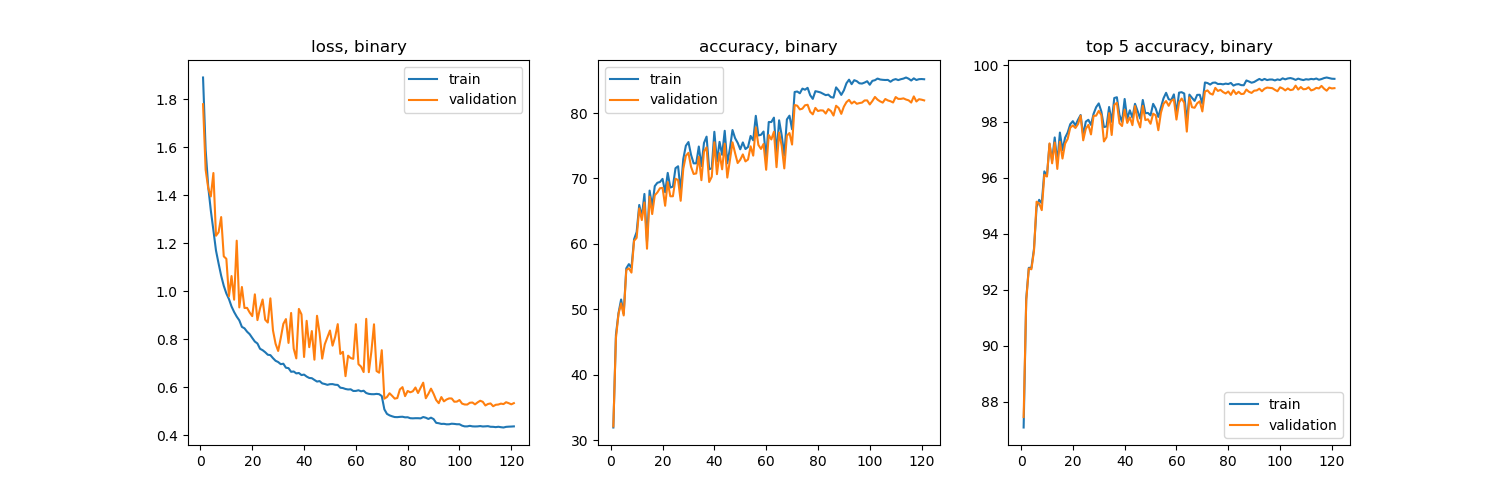 loss, binary
train
validation
1.8
1.6
1.4
1.2
1.0
0.8
0.6
0.4
0 20 40 60 80 100 120
accuracy, binary
train
validation
80
70
60
50
40
30
0 20 40 60 80 100 120
top 5 accuracy, binary
100
98
96
94
92
90
88
train
validation
0 20 40 60 80 100 120